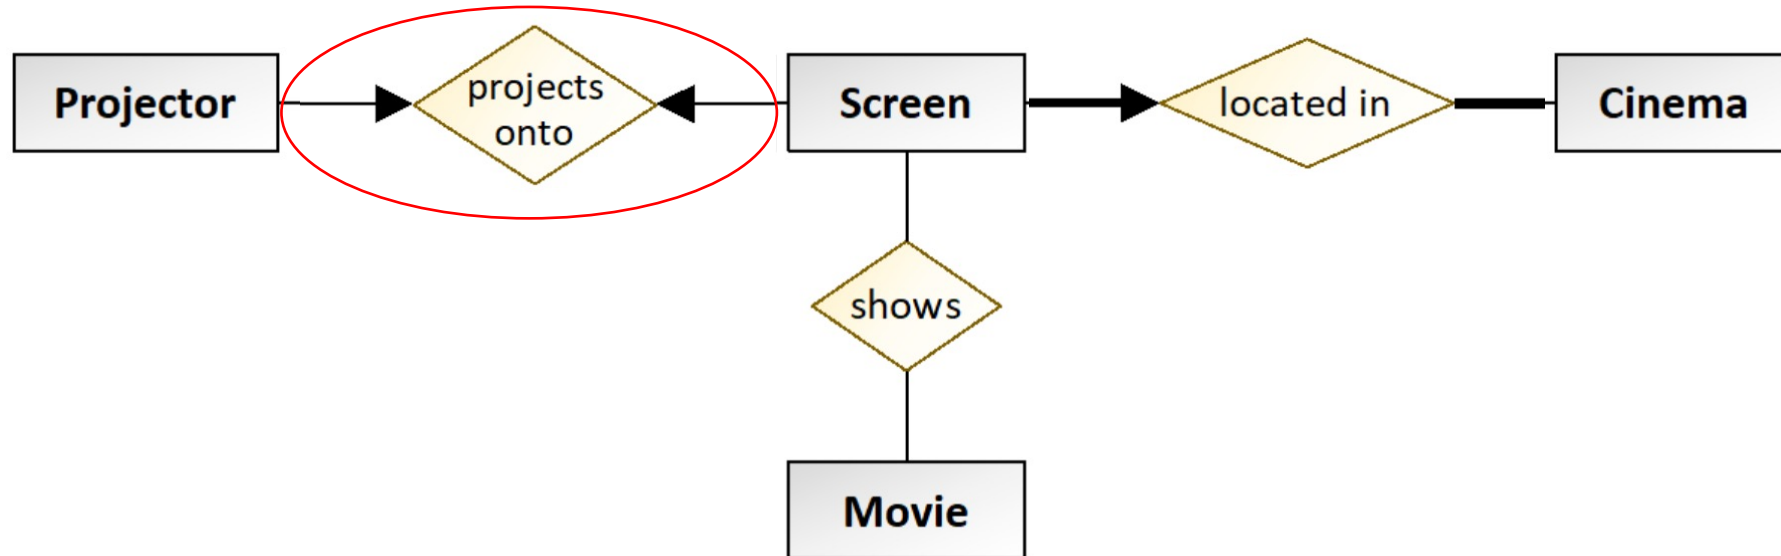 Projector
projects
onto
Screen
located in
Cinema
shows
Movie